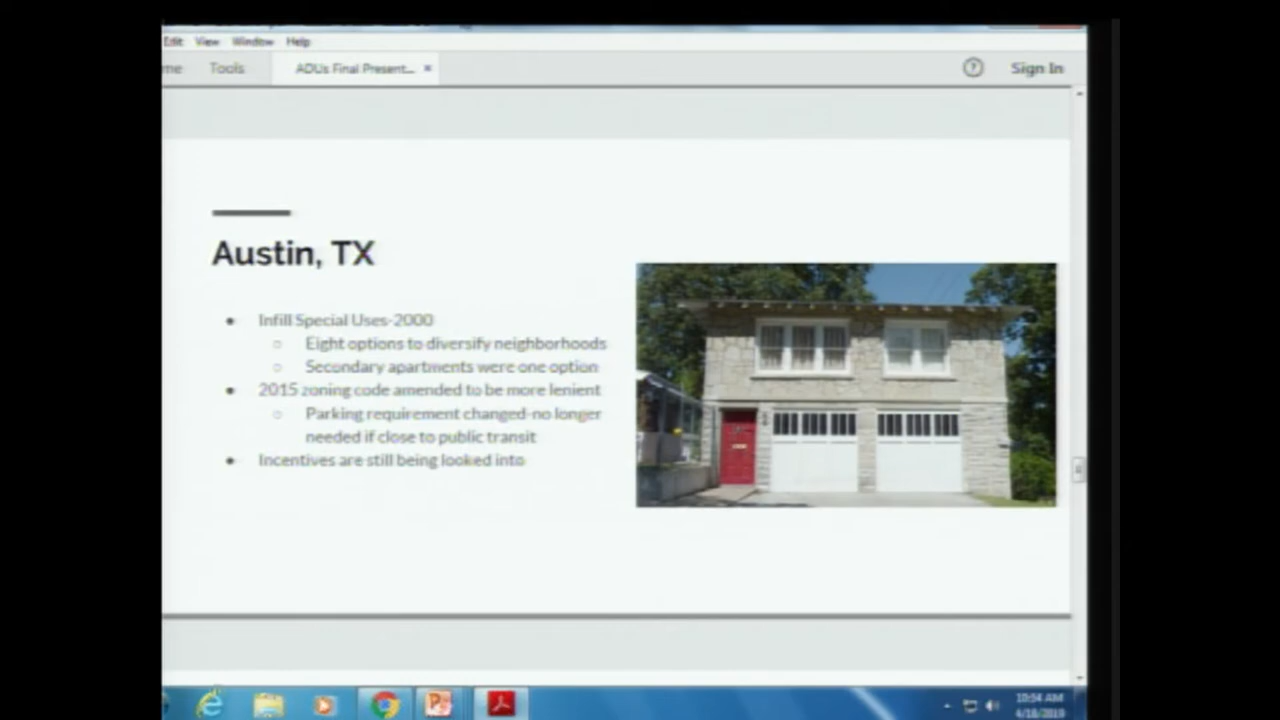 Edit View Window Help
me Tools ADUs Final Present... × ? Sign In
Austin, TX
Infill Special Uses-2000
Eight options to diversify neighborhoods
Secondary apartments were one option
2015 zoning code amended to be more lenient
Parking requirement changed-no longer
needed if close to public transit
Incentives are still being looked into
10:54 AM
4/18/2019